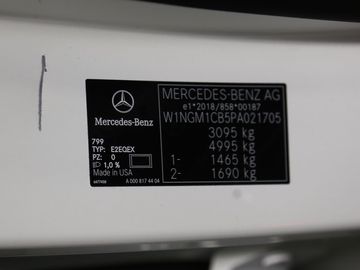 MERCEDES-BENZ AG
e1*2018/858*00187
W1NGM1CB5PA021705
3095 kg
4995 kg
1- 1465 kg
2- 1690 kg
Mercedes-Benz
799
TYP: E2EQEX
PZ: 0
1,0 %
Made in USA
A 000 817 44 04